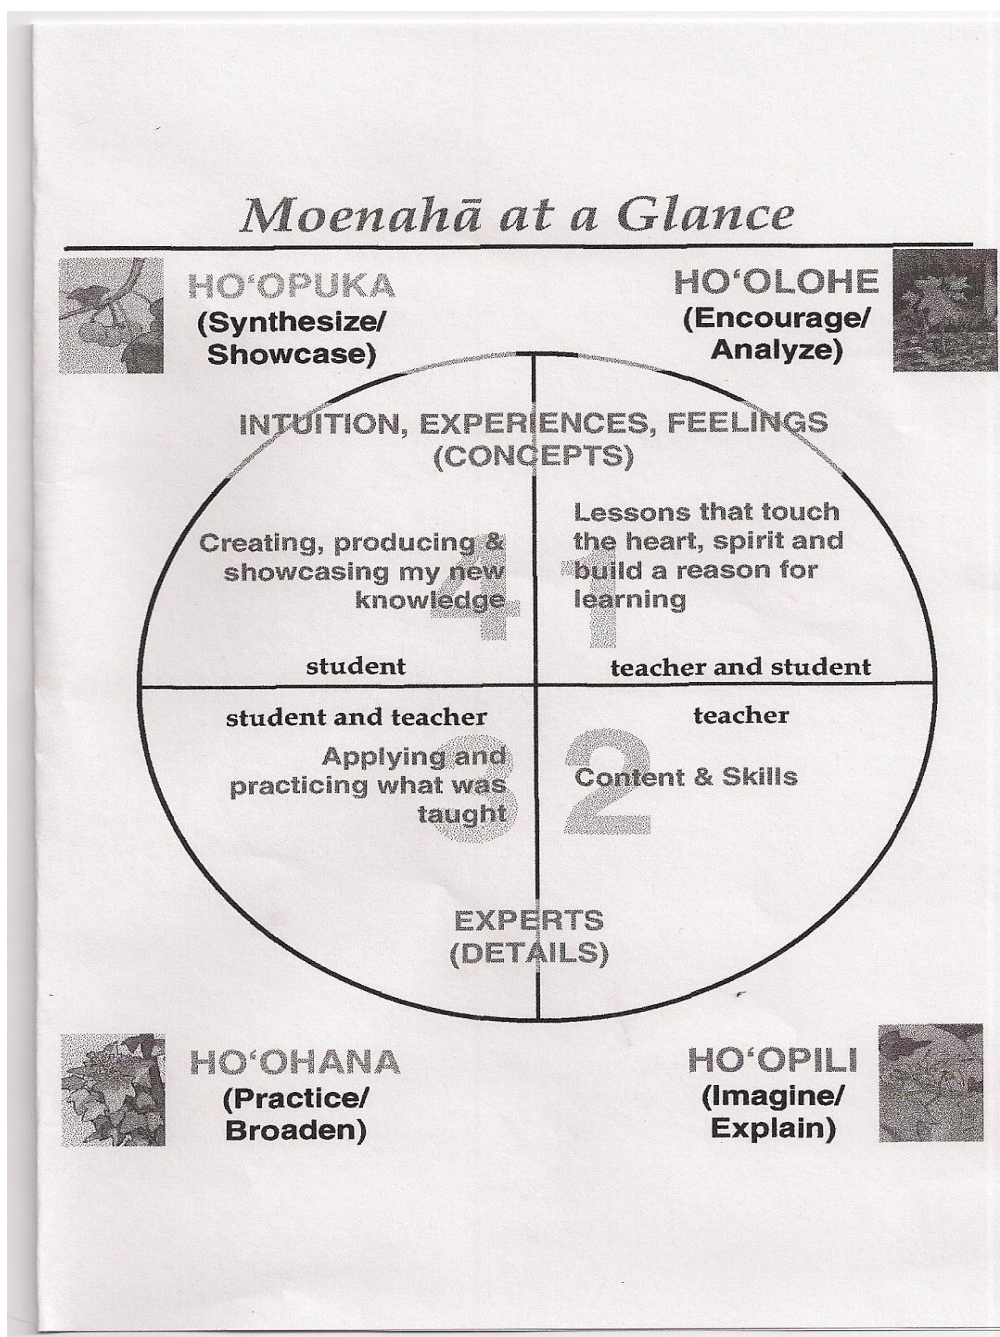 Moenahā at a Glance
HOʻOPUKA
(Synthesize/
Showcase)
HOʻOLOHE
(Encourage/
Analyze)
INTUITION, EXPERIENCES, FEELINGS
(CONCEPTS)
Creating, producing &
showcasing my new
knowledge
4
student
Lessons that touch
the heart, spirit and
build a reason for
learning
1
teacher and student
student and teacher
Applying and
practicing what was
taught
3
teacher
Content & Skills
2
EXPERTS
(DETAILS)
HOʻOHANA
(Practice/
Broaden)
HOʻOPILI
(Imagine/
Explain)